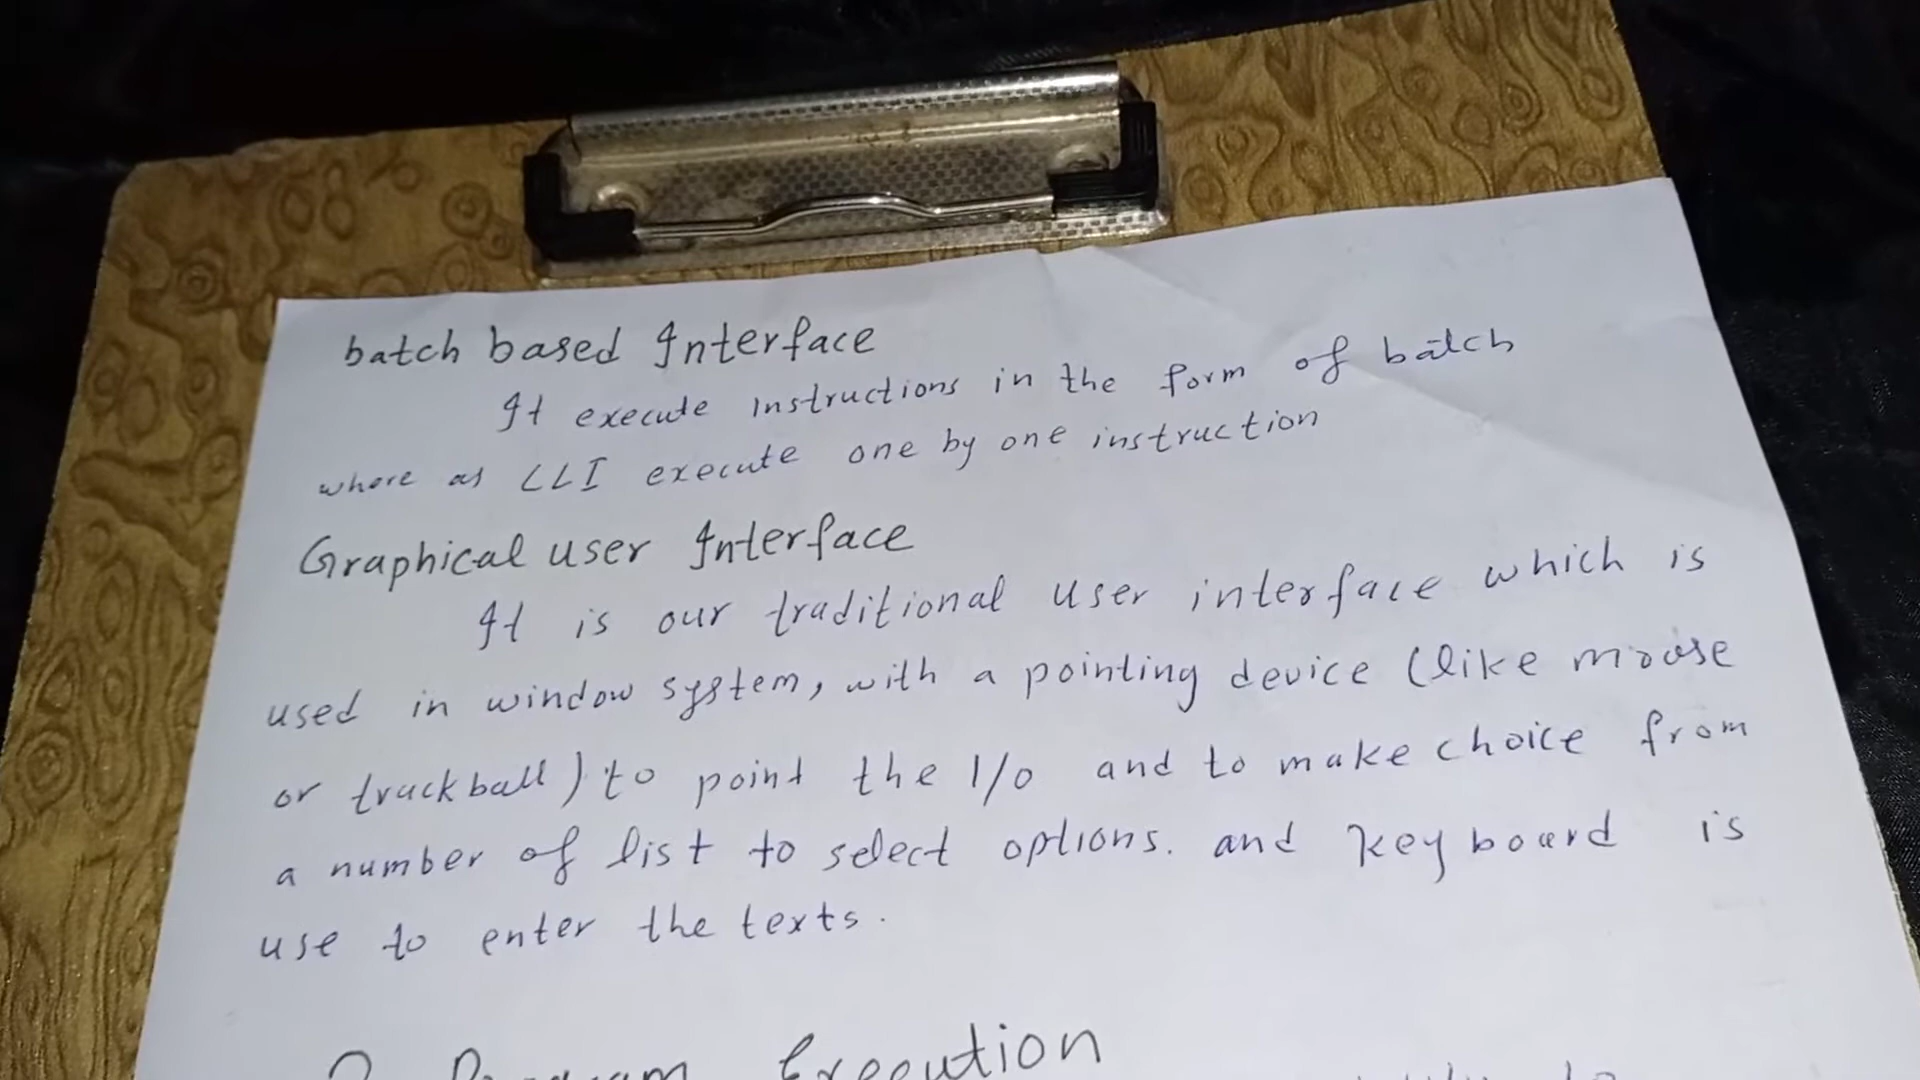 batch based Interface
It execute instructions in the form of batch
where as CLI execute one by one instruction
Graphical user Interface
It is our traditional user interface which is
used in window system, with a pointing device (like mouse
or trackball) to point the I/o and to make choice from
a number of list to select options. and keyboard is
use to enter the texts.
Program Execution